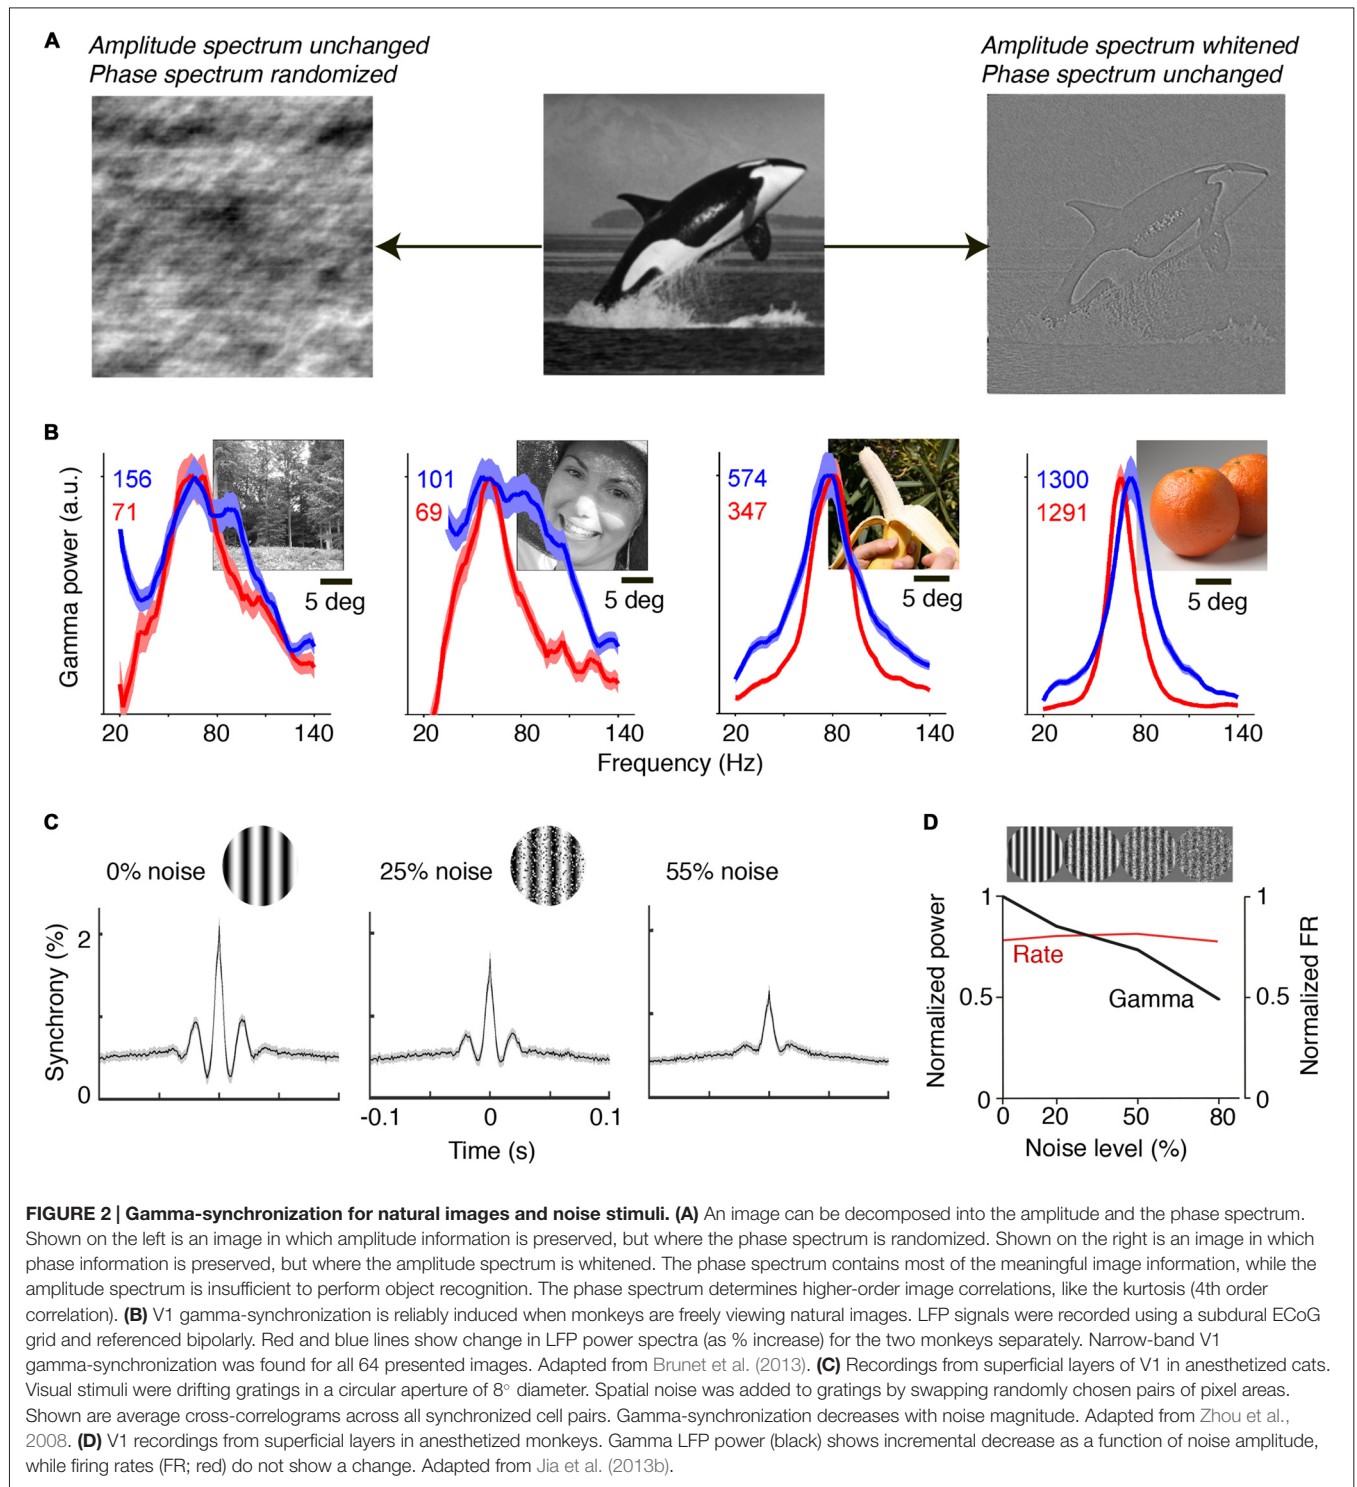 A
Amplitude spectrum unchanged
Phase spectrum randomized
Amplitude spectrum whitened
Phase spectrum unchanged
B
Gamma power (a.u.)
156
71
5 deg
20 80 140
101
69
5 deg
20 80 140
574
347
5 deg
20 80 140
1300
1291
5 deg
20 80 140
Frequency (Hz)
C
0% noise
25% noise
55% noise
Synchrony (%)
2
0
-0.1 0 0.1
Time (s)
D
Normalized power
1
0.5
0
Rate
Gamma
1
0.5
0
Normalized FR
0 20 50 80
Noise level (%)
FIGURE 2 | Gamma-synchronization for natural images and noise stimuli. (A) An image can be decomposed into the amplitude and the phase spectrum.
Shown on the left is an image in which amplitude information is preserved, but where the phase spectrum is randomized. Shown on the right is an image in which
phase information is preserved, but where the amplitude spectrum is whitened. The phase spectrum contains most of the meaningful image information, while the
amplitude spectrum is insufficient to perform object recognition. The phase spectrum determines higher-order image correlations, like the kurtosis (4th order
correlation). (B) V1 gamma-synchronization is reliably induced when monkeys are freely viewing natural images. LFP signals were recorded using a subdural ECoG
grid and referenced bipolarly. Red and blue lines show change in LFP power spectra (as % increase) for the two monkeys separately. Narrow-band V1
gamma-synchronization was found for all 64 presented images. Adapted from Brunet et al. (2013). (C) Recordings from superficial layers of V1 in anesthetized cats.
Visual stimuli were drifting gratings in a circular aperture of 8° diameter. Spatial noise was added to gratings by swapping randomly chosen pairs of pixel areas.
Shown are average cross-correlograms across all synchronized cell pairs. Gamma-synchronization decreases with noise magnitude. Adapted from Zhou et al.,
2008. (D) V1 recordings from superficial layers in anesthetized monkeys. Gamma LFP power (black) shows incremental decrease as a function of noise amplitude,
while firing rates (FR; red) do not show a change. Adapted from Jia et al. (2013b).